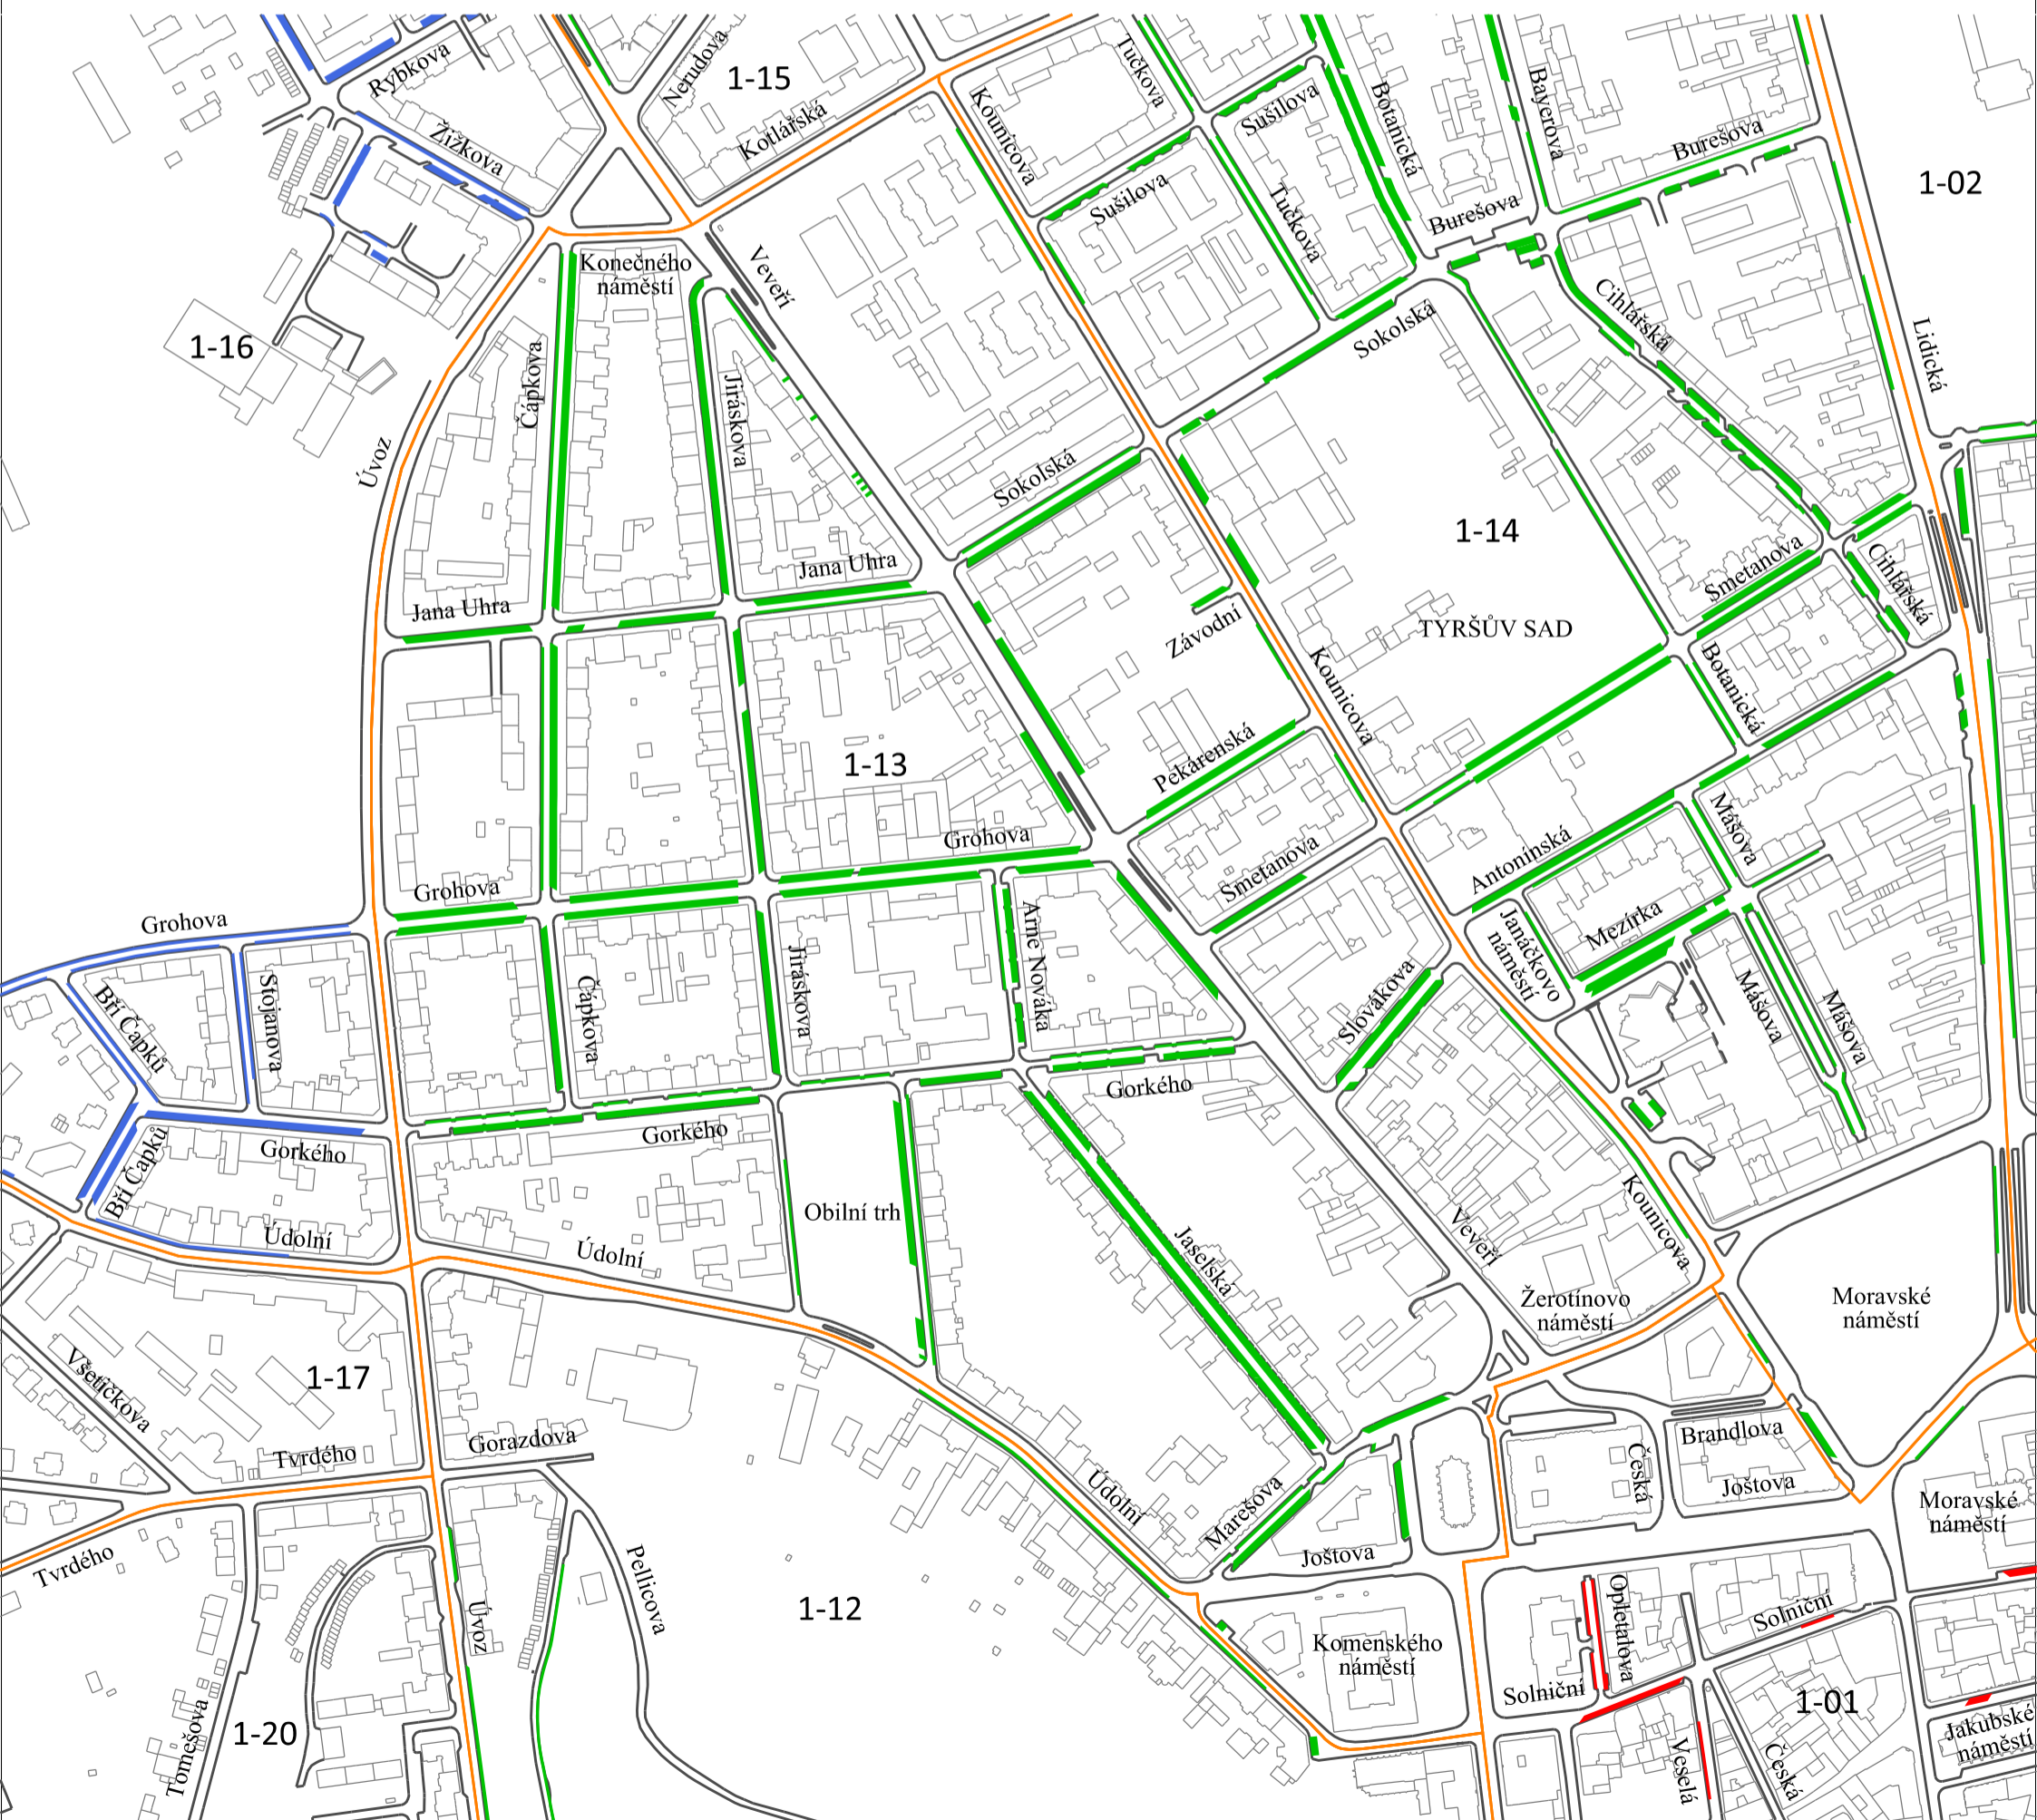 Rybkova
Nerudova
1-15
Tučkova
Kounicova
Sušilova
Botanická
Bayerova
Burešova
Žižkova
Kotlářská
1-02
Sušilova
Tučkova
Burešova
Konečného
náměstí
Veveří
Cihlářská
Sokolská
Lidická
1-16
Čápkova
Jiráskova
Úvoz
Sokolská
1-14
Jana Uhra
Jana Uhra
Smetanova
Cihlářská
Závodní
TYRŠŮV SAD
Kounicova
Botanická
Pekárenská
1-13
Grohova
Mášova
Smetanova
Antonínská
Grohova
Grohova
Arne Nováka
Janáčkovo
náměstí
Mezírka
Bří Čapků
Stojanova
Čápkova
Jiráskova
Slovákova
Mášova
Mášova
Gorkého
Gorkého
Gorkého
Bří Čapků
Obilní trh
Údolní
Údolní
Jaselská
Veveří
Kounicova
Žerotínovo
náměstí
Moravské
náměstí
Všetičkova
1-17
Gorazdova
Tvrdého
Brandlova
Česká
Joštova
Údolní
Marešova
Joštova
Moravské
náměstí
Tvrdého
Pellicova
Úvoz
1-12
Opletalova
Solniční
Komenského
náměstí
Solniční
1-01
Tomešova
1-20
Veselá
Česká
Jakubské
náměstí